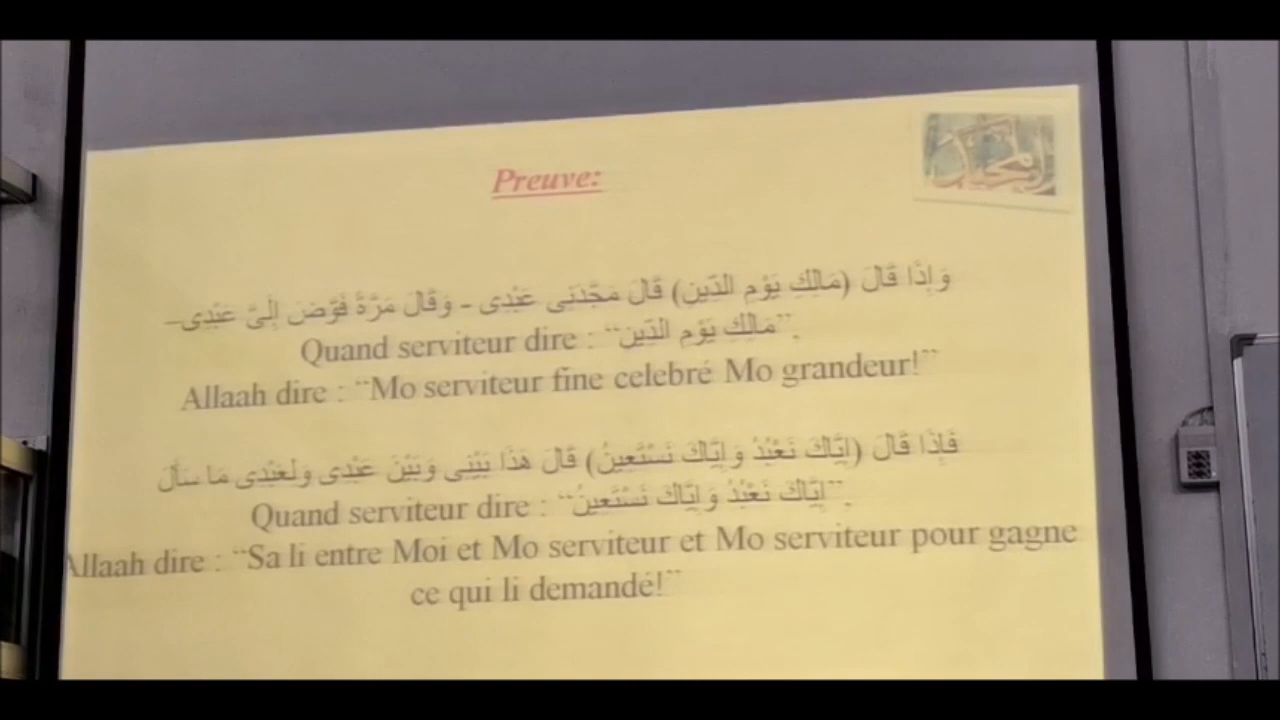 Preuve:
وَإِذَا قَالَ (مَالِكِ يَوْمِ الدِّينِ) قَالَ مَجَّدَنِى عَبْدِى - وَقَالَ مَرَّةً فَوَّضَ إِلَىَّ عَبْدِى–
Quand serviteur dire : “مَالِكِ يَوْمِ الدِّينِ”.
Allaah dire : “Mo serviteur fine celebré Mo grandeur!”
فَإِذَا قَالَ (إِيَّاكَ نَعْبُدُ وَإِيَّاكَ نَسْتَعِينُ) قَالَ هَذَا بَيْنِى وَبَيْنَ عَبْدِى وَلِعَبْدِى مَا سَأَلَ
Quand serviteur dire : “إِيَّاكَ نَعْبُدُ وَإِيَّاكَ نَسْتَعِينُ”.
Allaah dire : “Sa li entre Moi et Mo serviteur et Mo serviteur pour gagne
ce qui li demandé!”